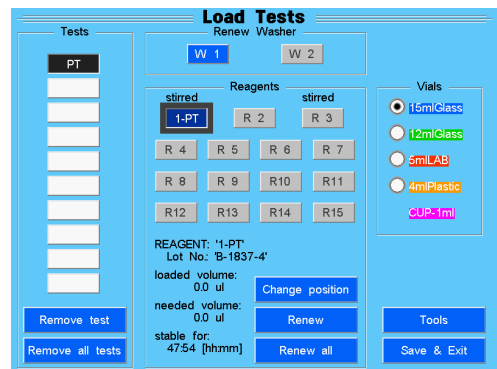 Load Tests
Tests
Renew Washer
W 1
W 2
PT
Reagents
stirred
stirred
1-PT
R 2
R 3
R 4
R 5
R 6
R 7
R 8
R 9
R10
R11
R12
R13
R14
R15
REAGENT: '1-PT'
Lot No.: 'B-1837-4'
loaded volume:
0.0 ul
needed volume:
0.0 ul
stable for:
47:54 [hh:mm]
Change position
Renew
Renew all
Vials
15mlGlass
12mlGlass
5mlLAB
4mlPlastic
CUP-1ml
Remove test
Remove all tests
Tools
Save & Exit